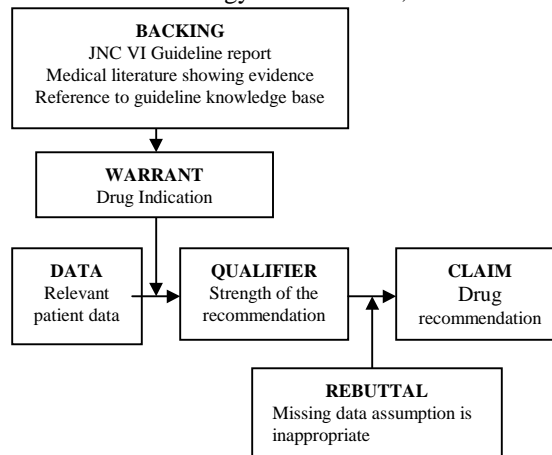 BACKING
JNC VI Guideline report
Medical literature showing evidence
Reference to guideline knowledge base
WARRANT
Drug Indication
DATA
Relevant
patient data
QUALIFIER
Strength of the
recommendation
CLAIM
Drug
recommendation
REBUTTAL
Missing data assumption is
inappropriate